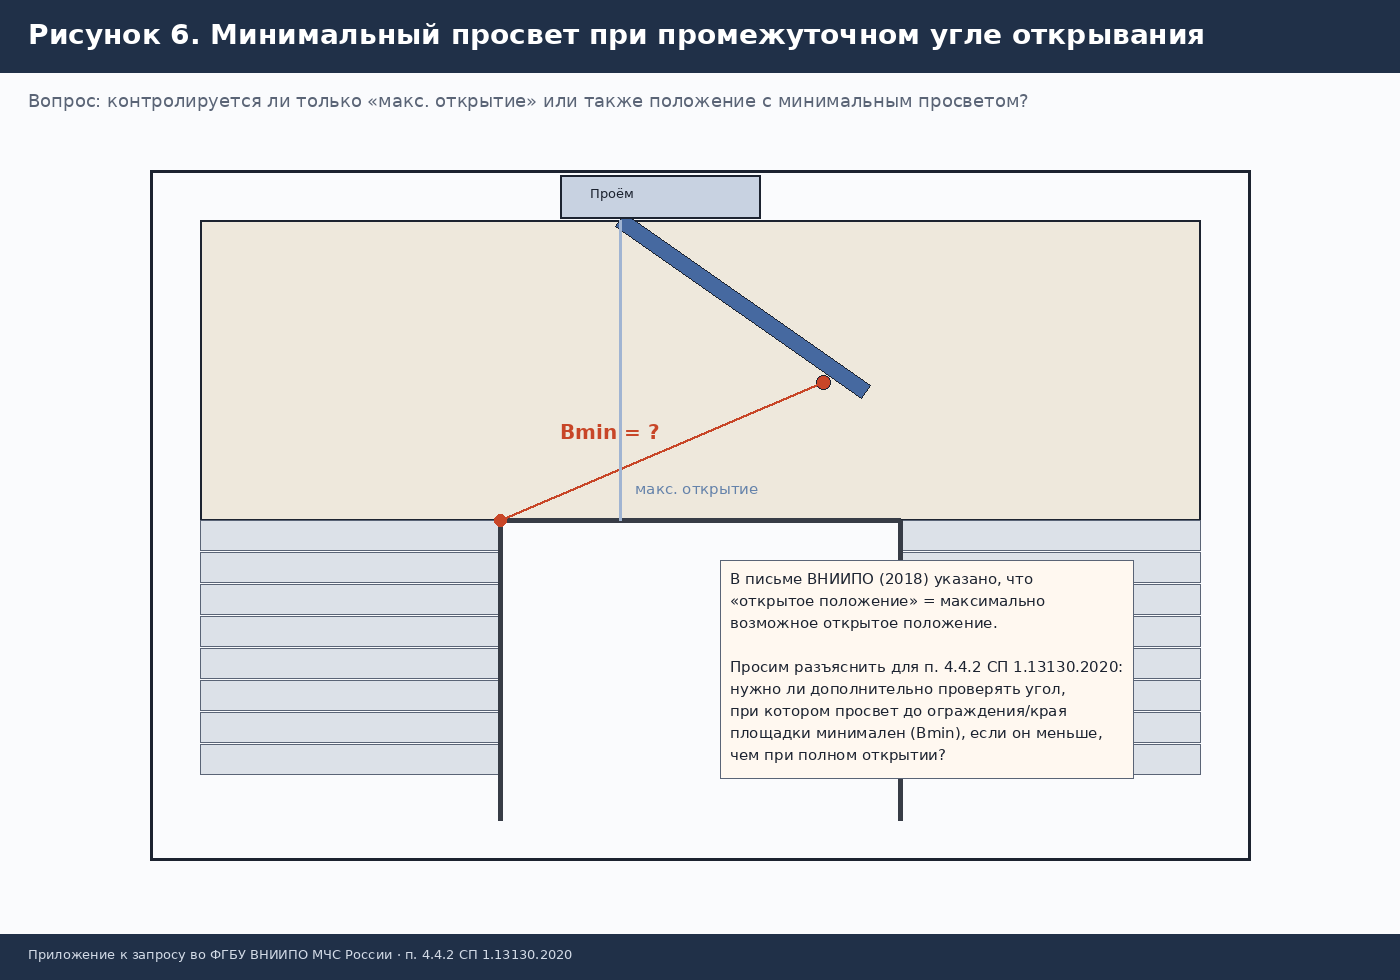 Рисунок 6. Минимальный просвет при промежуточном угле открывания
Вопрос: контролируется ли только «макс. открытие» или также положение с минимальным просветом?
Проём
Bmin = ?
макс. открытие
В письме ВНИИПО (2018) указано, что
«открытое положение» = максимально
возможное открытое положение.
Просим разъяснить для п. 4.4.2 СП 1.13130.2020:
нужно ли дополнительно проверять угол,
при котором просвет до ограждения/края
площадки минимален (Bmin), если он меньше,
чем при полном открытии?
Приложение к запросу во ФГБУ ВНИИПО МЧС России · п. 4.4.2 СП 1.13130.2020